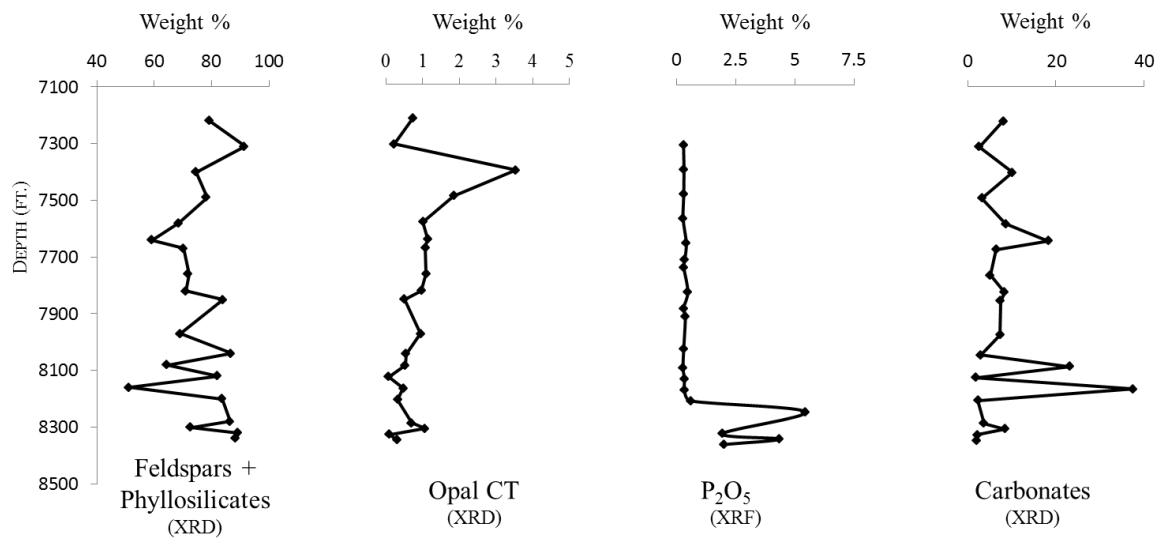 Weight % Weight % Weight % Weight %
40 60 80 100 0 1 2 3 4 5 0 2.5 5 7.5 0 20 40
7100
7300
7500
7700
7900
8100
8300
8500
DEPTH (FT.)
Feldspars + Phyllosilicates (XRD)
Opal CT (XRD)
P₂O₅ (XRF)
Carbonates (XRD)